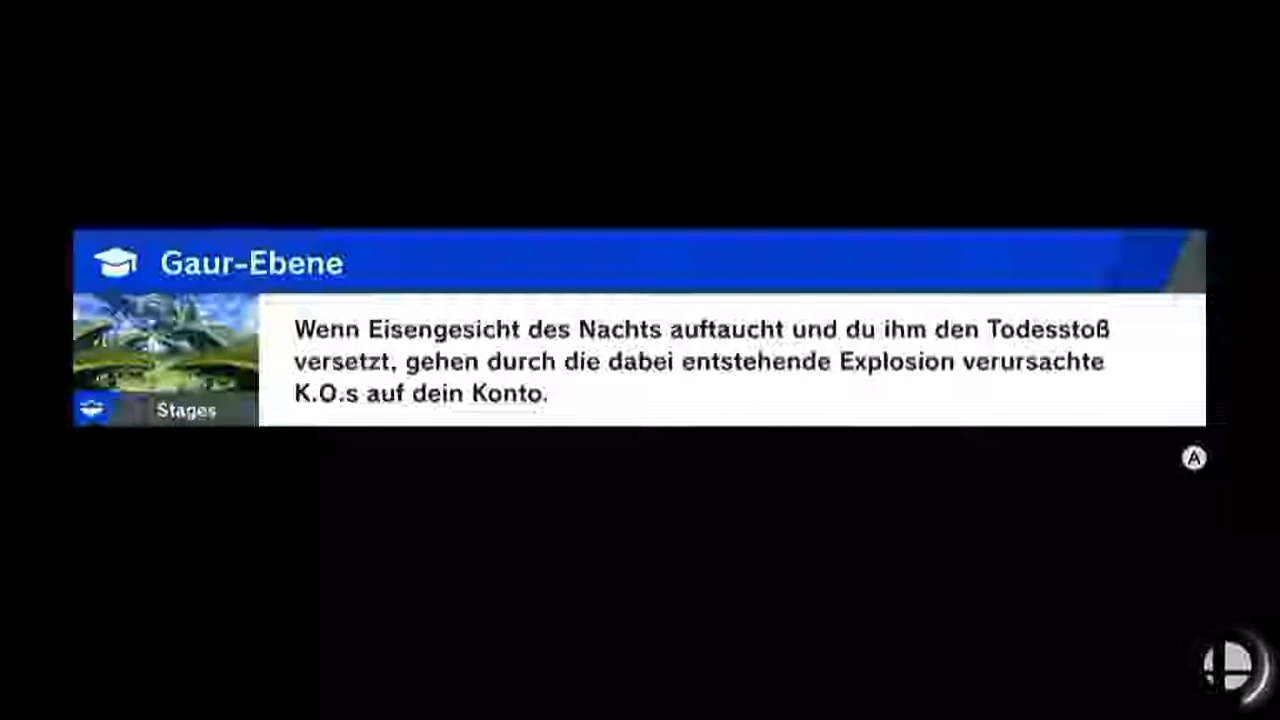 Gaur-Ebene
Wenn Eisengesicht des Nachts auftaucht und du ihm den Todesstoß
versetzt, gehen durch die dabei entstehende Explosion verursachte
K.O.s auf dein Konto.
Stages
A